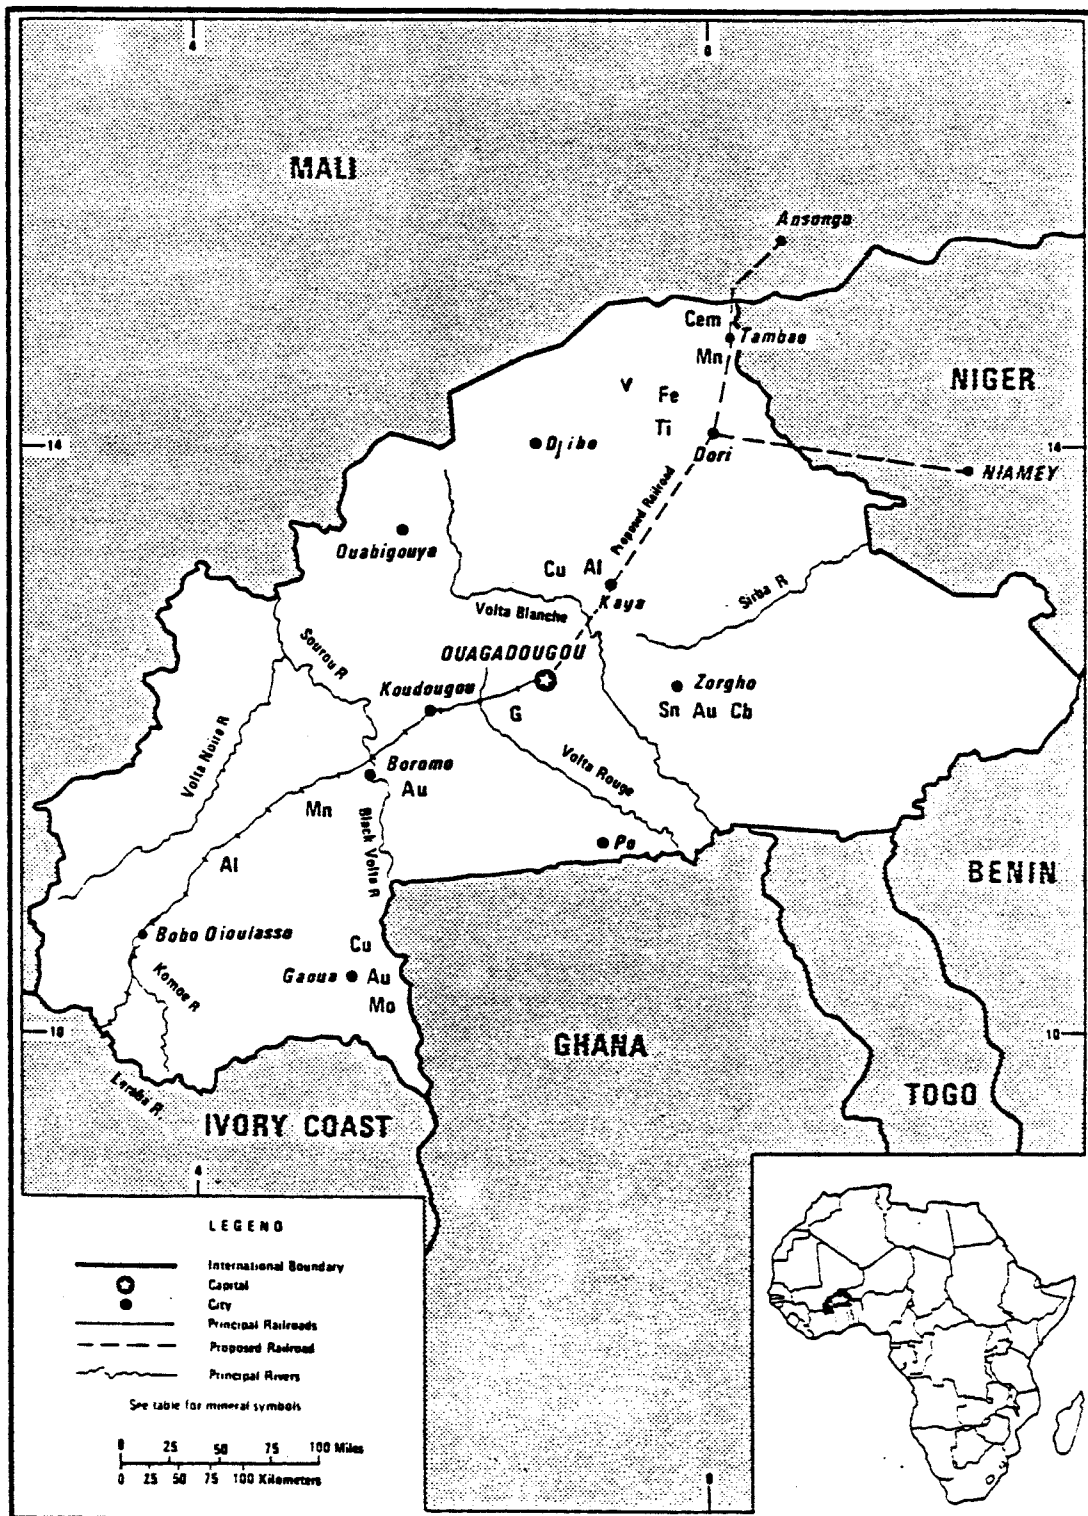 4
0
MALI
Ansongo
Cem
Tambao
Mn
NIGER
V
Fe
Ti
14
Djibo
Dori
14
NIAMEY
Proposed Railroad
Ouahigouya
Cu
Al
Kaya
Sirba R
Volta Blanche
Sourou R
OUAGADOUGOU
Koudougou
Zorgho
G
Sn Au Cb
Volta Noire R
Volta Rouge
Boromo
Au
Mn
Black Volta R
Po
Al
BENIN
Bobo Dioulasso
Cu
Gaoua
Au
Komoe R
Mo
10
10
GHANA
Leraba R.
TOGO
IVORY COAST
4
LEGEND
International Boundary
Capital
City
Principal Railroads
Proposed Railroad
Principal Rivers
See table for mineral symbols
0 25 50 75 100 Miles
0 25 50 75 100 Kilometers
0